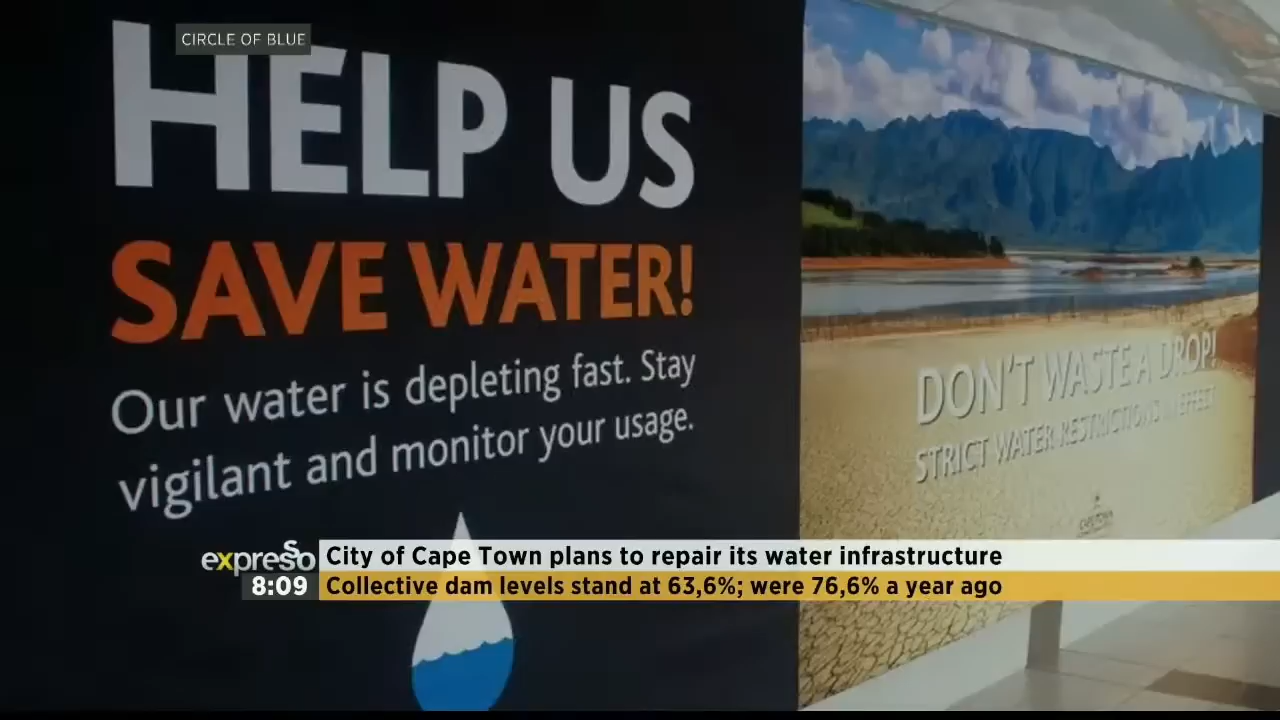 CIRCLE OF BLUE
HELP US
SAVE WATER!
Our water is depleting fast. Stay
vigilant and monitor your usage.
DON'T WASTE A DROP!
STRICT WATER RESTRICTIONS IN EFFECT
expresso
City of Cape Town plans to repair its water infrastructure
8:09
Collective dam levels stand at 63,6%; were 76,6% a year ago